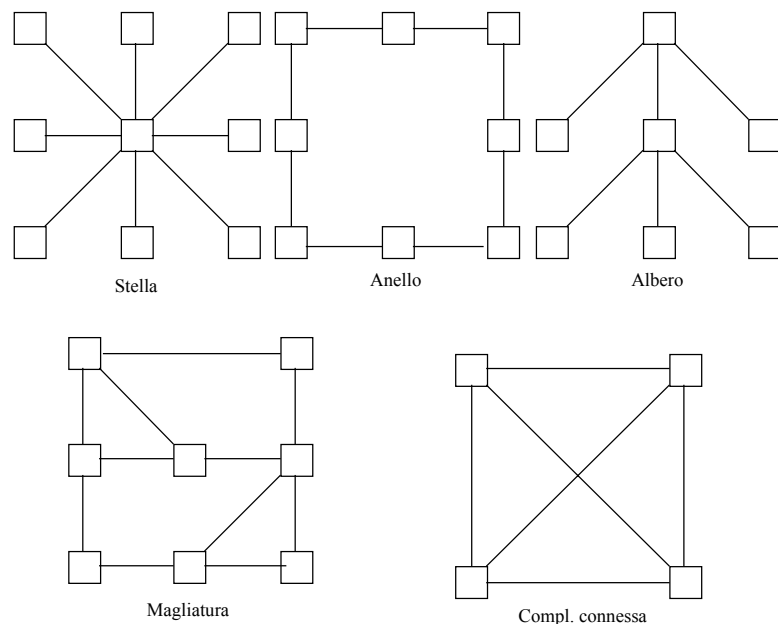 Stella
Anello
Albero
Magliatura
Compl. connessa